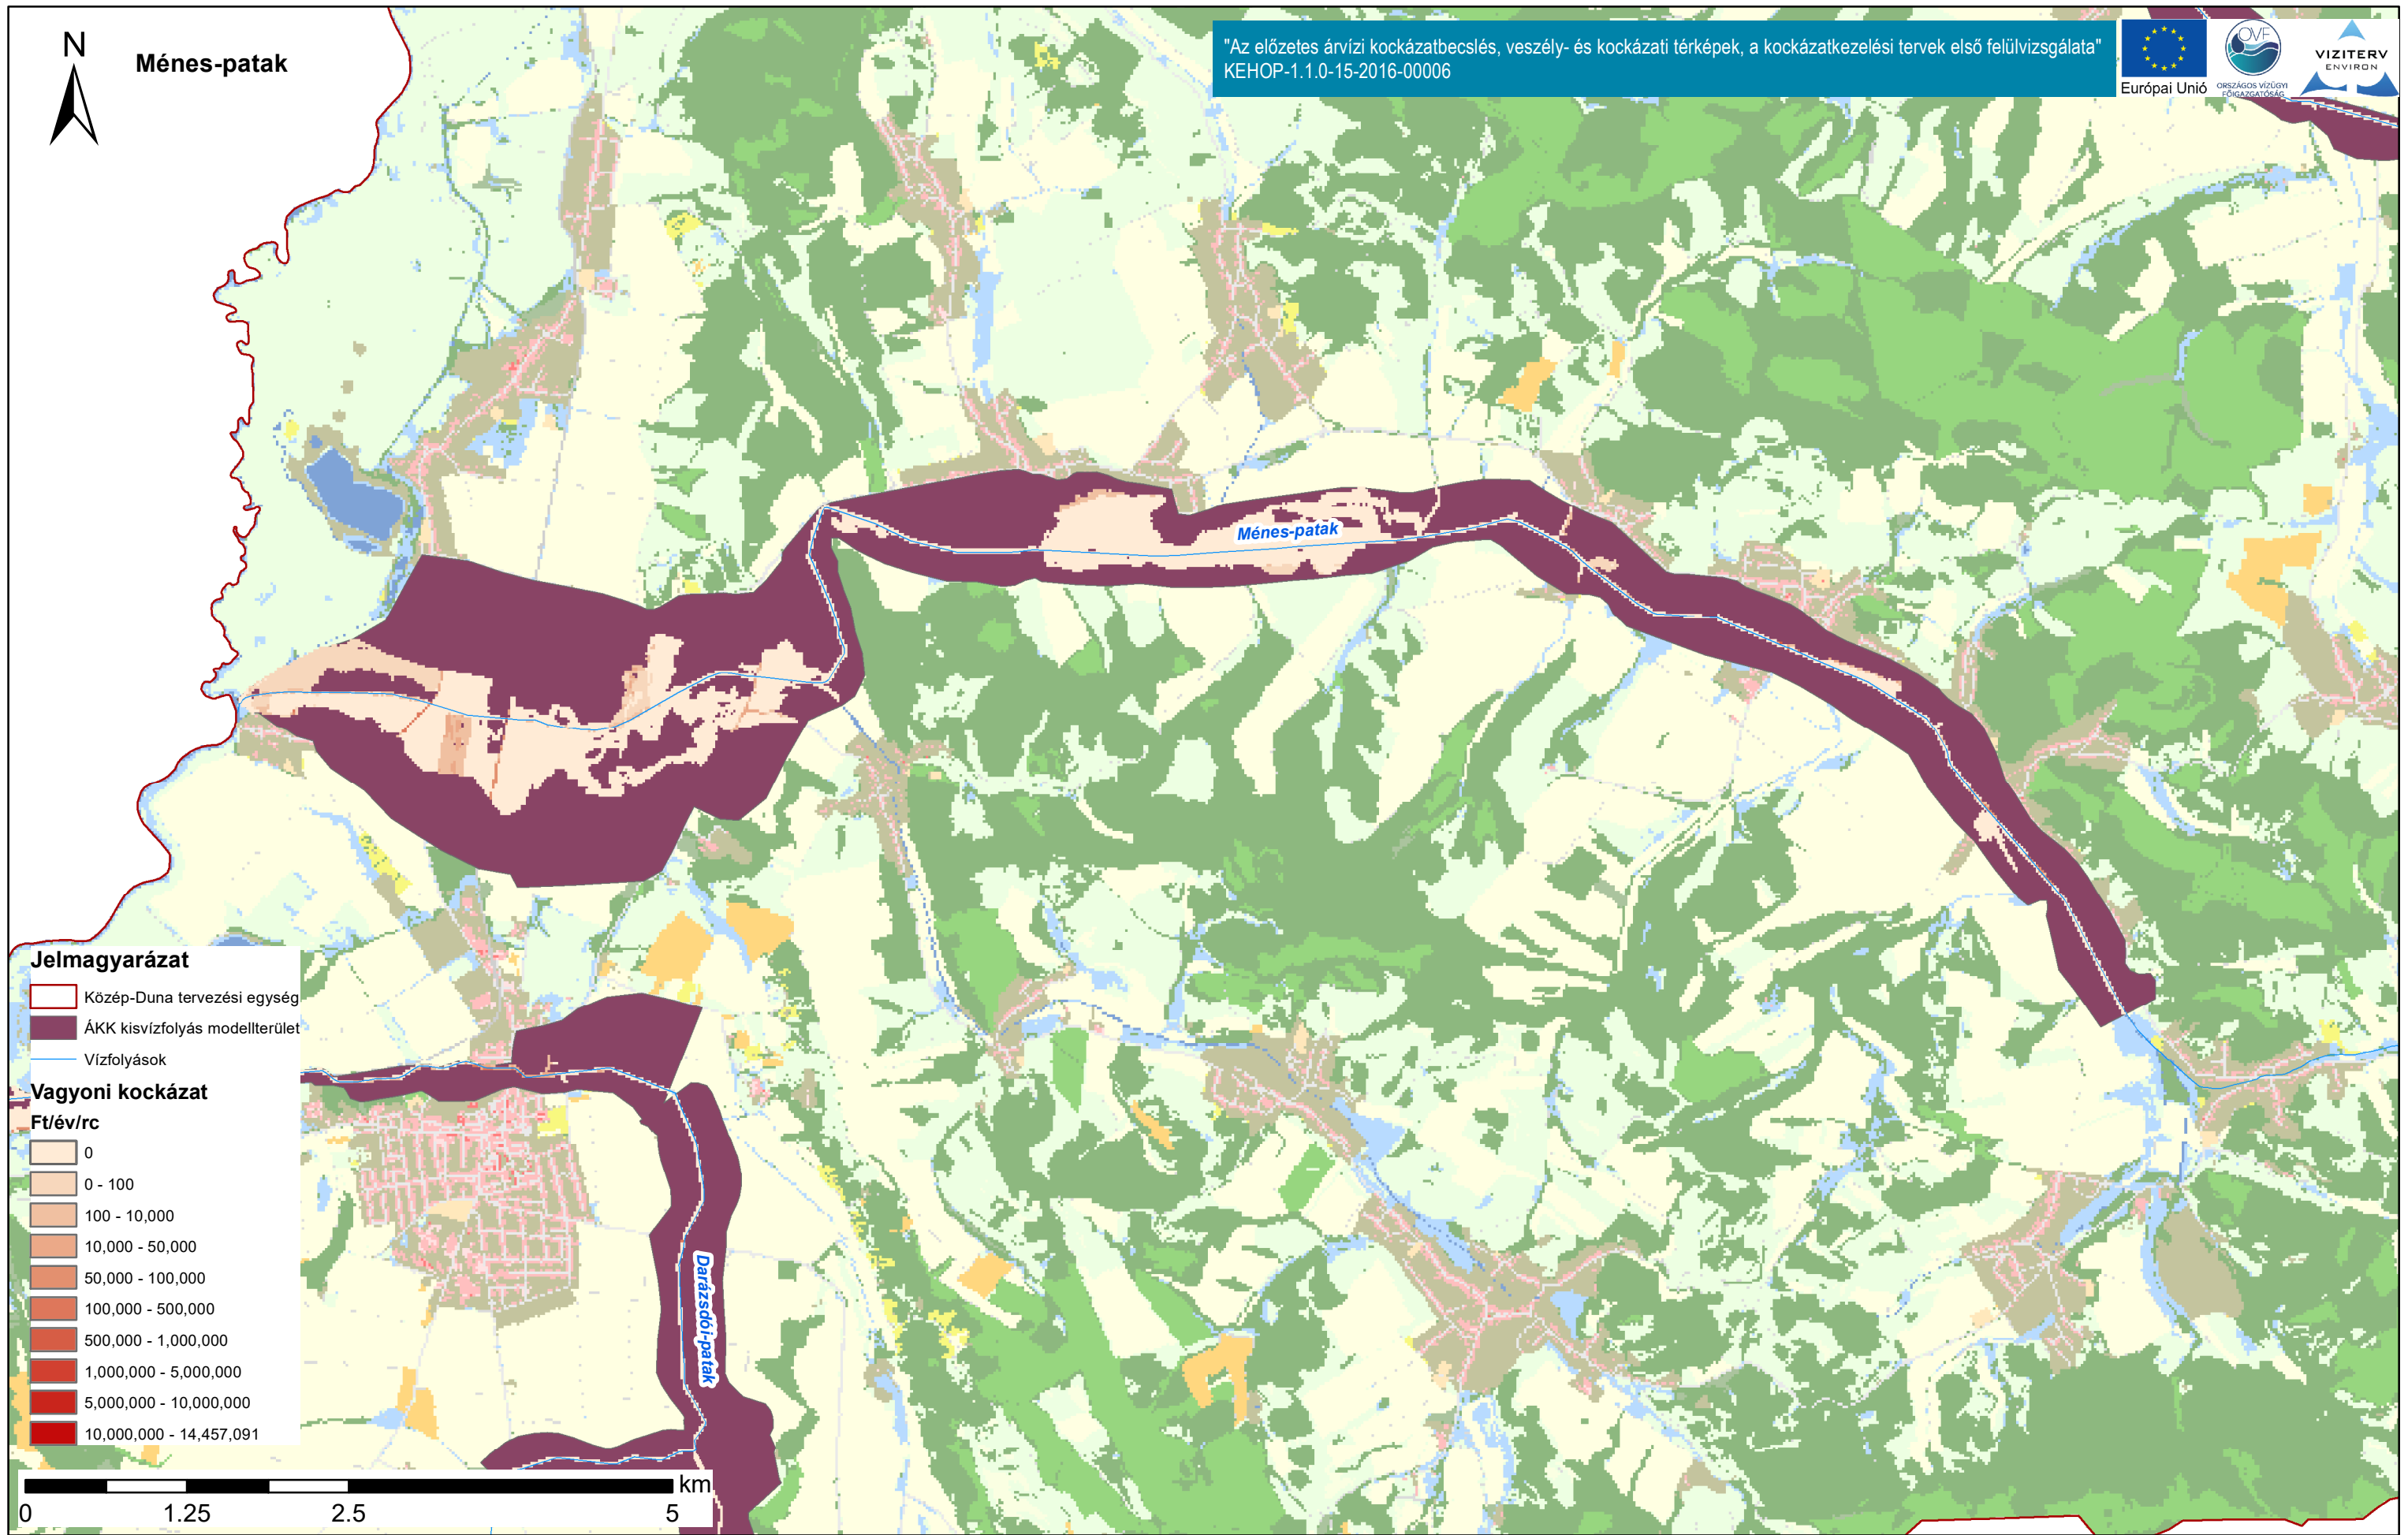 N
Ménes-patak
"Az előzetes árvízi kockázatbecslés, veszély- és kockázati térképek, a kockázatkezelési tervek első felülvizsgálata"
KEHOP-1.1.0-15-2016-00006
Európai Unió
OVF
ORSZÁGOS VÍZÜGYI
FŐIGAZGATÓSÁG
VIZITERV
ENVIRON
Ménes-patak
Darázsdói-patak
Jelmagyarázat
Közép-Duna tervezési egység
ÁKK kisvízfolyás modellterület
Vízfolyások
Vagyoni kockázat
Ft/év/rc
0
0 - 100
100 - 10,000
10,000 - 50,000
50,000 - 100,000
100,000 - 500,000
500,000 - 1,000,000
1,000,000 - 5,000,000
5,000,000 - 10,000,000
10,000,000 - 14,457,091
km
0 1.25 2.5 5